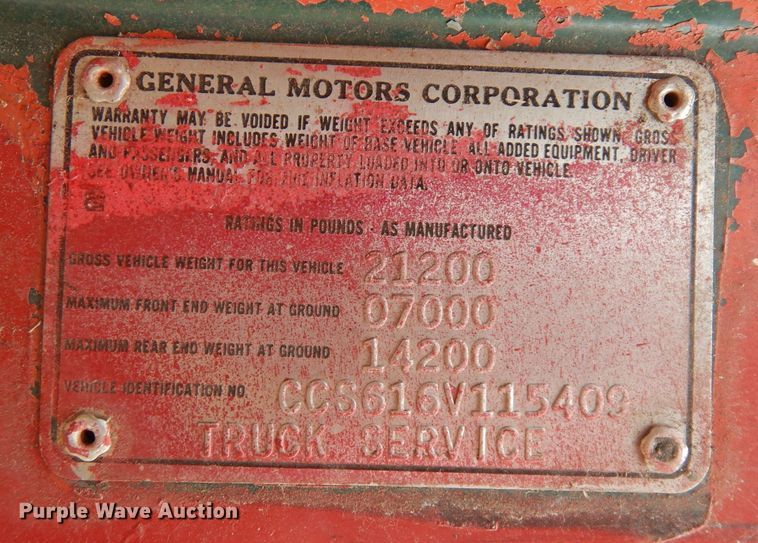 GENERAL MOTORS CORPORATION
WARRANTY MAY BE VOIDED IF WEIGHT EXCEEDS ANY OF RATINGS SHOWN. GROSS
VEHICLE WEIGHT INCLUDES WEIGHT OF BASE VEHICLE, ALL ADDED EQUIPMENT, DRIVER
AND PASSENGERS, AND ALL PROPERTY LOADED INTO OR ONTO VEHICLE.
SEE OWNER'S MANUAL FOR TIRE INFLATION DATA.
RATINGS IN POUNDS - AS MANUFACTURED
GROSS VEHICLE WEIGHT FOR THIS VEHICLE 21200
MAXIMUM FRONT END WEIGHT AT GROUND 07000
MAXIMUM REAR END WEIGHT AT GROUND 14200
VEHICLE IDENTIFICATION NO. CCS616V115409
TRUCK SERVICE
Purple Wave Auction